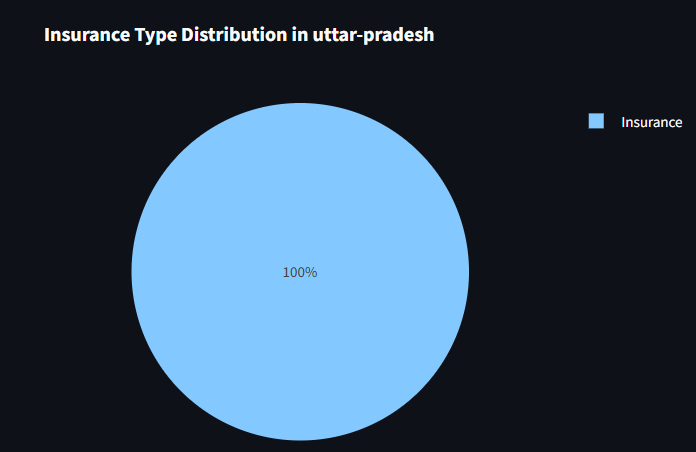 Insurance Type Distribution in uttar-pradesh
Insurance
100%